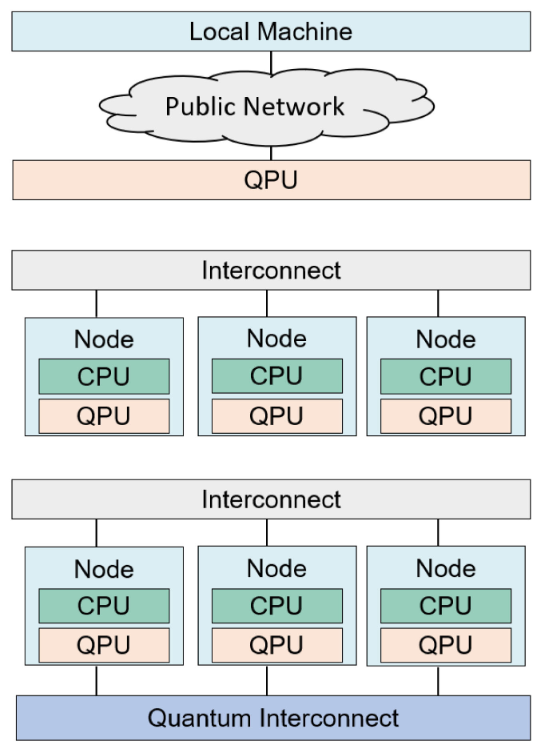 Local Machine
Public Network
QPU
Interconnect
Node Node Node
CPU CPU CPU
QPU QPU QPU
Interconnect
Node Node Node
CPU CPU CPU
QPU QPU QPU
Quantum Interconnect